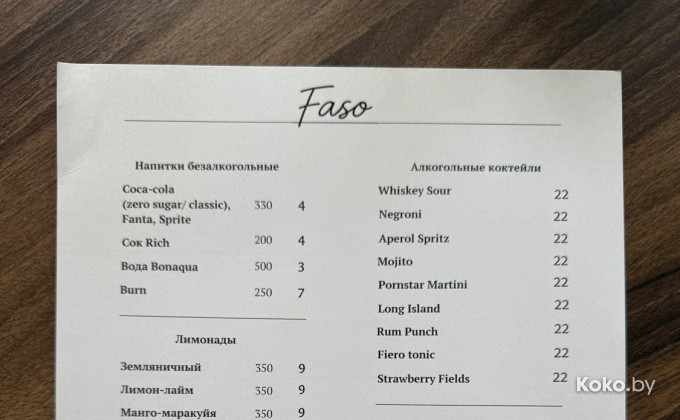 Faso
Напитки безалкогольные
Coca-cola
(zero sugar/ classic), 330 4
Fanta, Sprite
Сок Rich 200 4
Вода Bonaqua 500 3
Burn 250 7
Лимонады
Земляничный 350 9
Лимон-лайм 350 9
Манго-маракуйя 350 9
Алкогольные коктейли
Whiskey Sour 22
Negroni 22
Aperol Spritz 22
Mojito 22
Pornstar Martini 22
Long Island 22
Rum Punch 22
Fiero tonic 22
Strawberry Fields 22
Koko.by